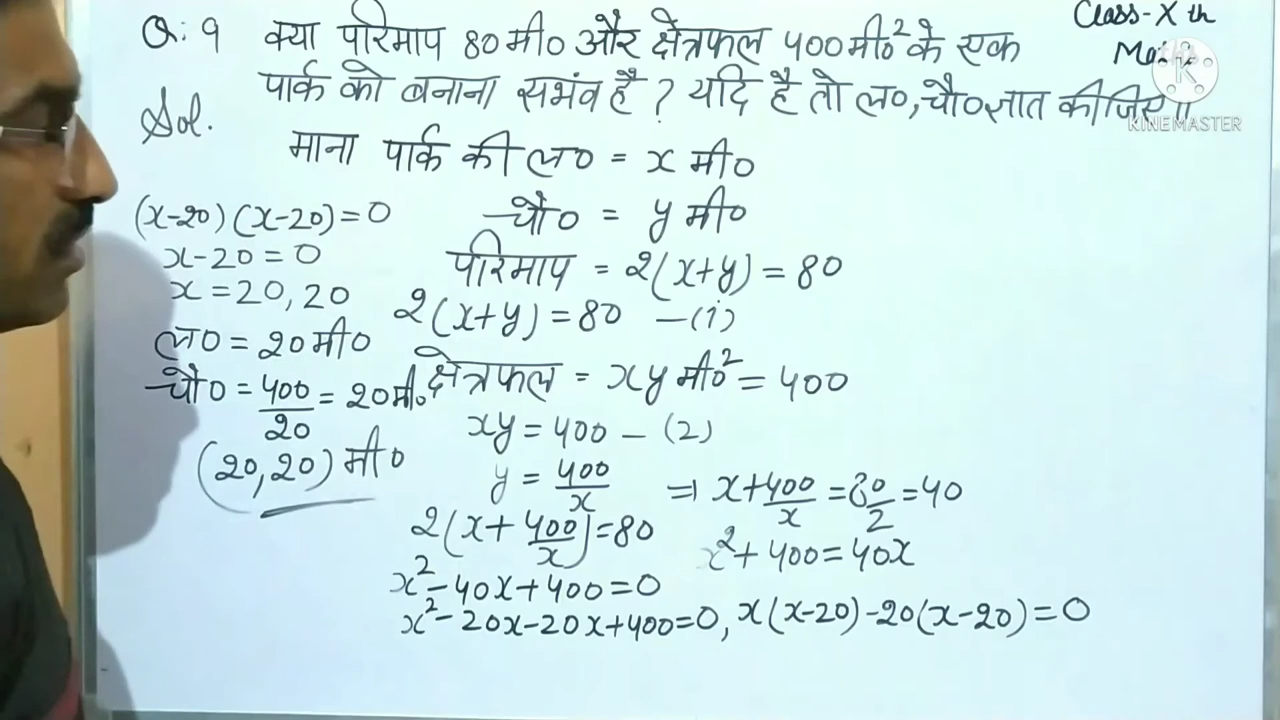 Class-X th
Q: 9 क्या परिमाप 80 मी० और क्षेत्रफल 400 मी०² के एक
पार्क को बनाना सभंव है? यदि है तो ल०, चौ० ज्ञात कीजिए।
KINEMASTER
Sol.
माना पार्क की ल० = x मी०
चौ० = y मी०
परिमाप = 2(x+y) = 80
2(x+y) = 80 —(i)
क्षेत्रफल = xy मी०² = 400
xy = 400 — (2)
y = 400/x
2(x + 400/x) = 80
⇒ x + 400/x = 80/2 = 40
x² + 400 = 40x
x² - 40x + 400 = 0
x² - 20x - 20x + 400 = 0, x(x-20) - 20(x-20) = 0
(x-20) (x-20) = 0
x-20 = 0
x = 20, 20
ल० = 20 मी०
चौ० = 400/20 = 20 मी०
(20, 20) मी०